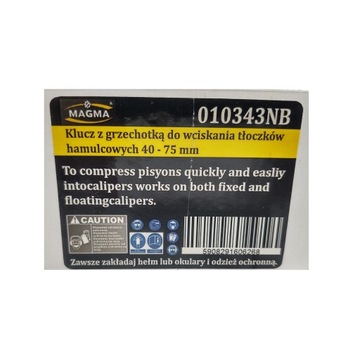 MAGMA
010343NB
Klucz z grzechotką do wciskania tłoczków
hamulcowych 40 - 75 mm
To compress pisyons quickly and easliy
intocalipers works on both fixed and
floatingcalipers.
CAUTION
5908291606268
Zawsze zakładaj hełm lub okulary i odzież ochronną.